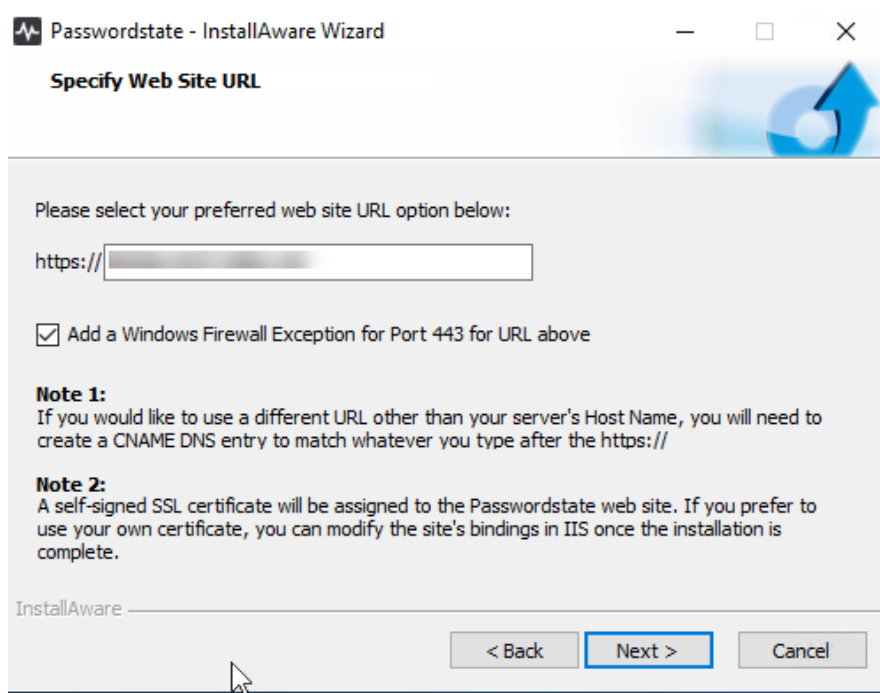 Passwordstate - InstallAware Wizard
Specify Web Site URL
Please select your preferred web site URL option below:
https://
Add a Windows Firewall Exception for Port 443 for URL above
Note 1:
If you would like to use a different URL other than your server's Host Name, you will need to
create a CNAME DNS entry to match whatever you type after the https://
Note 2:
A self-signed SSL certificate will be assigned to the Passwordstate web site. If you prefer to
use your own certificate, you can modify the site's bindings in IIS once the installation is
complete.
InstallAware
< Back Next > Cancel